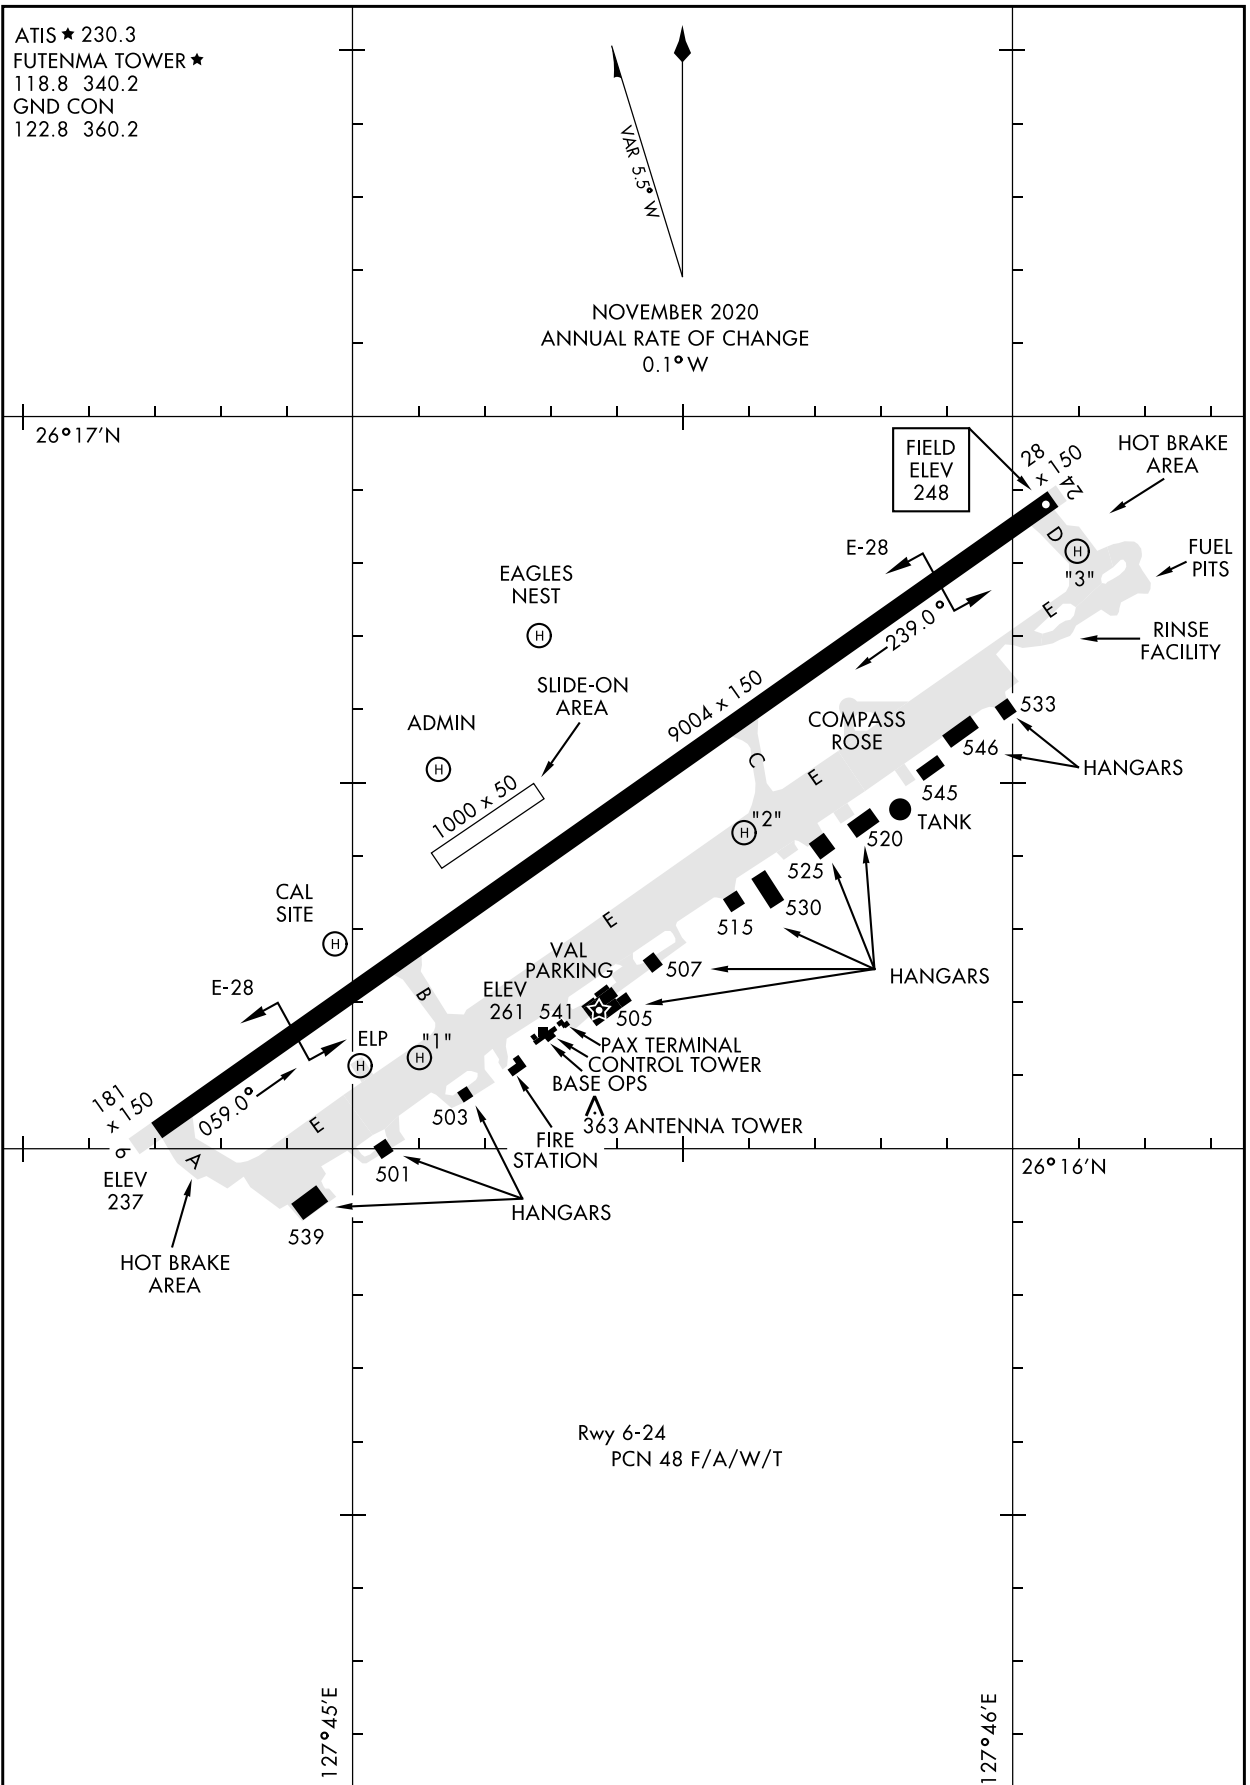 ATIS ★ 230.3
FUTENMA TOWER ★
118.8 340.2
GND CON
122.8 360.2
VAR 5.5° W
NOVEMBER 2020
ANNUAL RATE OF CHANGE
0.1° W
26°17'N
FIELD
ELEV
248
28
x 150
24
HOT BRAKE
AREA
D
H
"3"
FUEL
PITS
E-28
239.0°
E
RINSE
FACILITY
EAGLES
NEST
H
SLIDE-ON
AREA
ADMIN
H
1000 x 50
9004 x 150
COMPASS
ROSE
C
E
533
546
HANGARS
545
TANK
520
"2"
H
525
530
515
CAL
SITE
H
E
VAL
PARKING
507
HANGARS
ELEV
261
541
505
E-28
B
ELP
H
"1"
H
PAX TERMINAL
CONTROL TOWER
BASE OPS
363 ANTENNA TOWER
181
x 150
059.0°
6
E
503
FIRE
STATION
A
ELEV
237
501
26°16'N
HANGARS
539
HOT BRAKE
AREA
Rwy 6-24
PCN 48 F/A/W/T
127°45'E
127°46'E